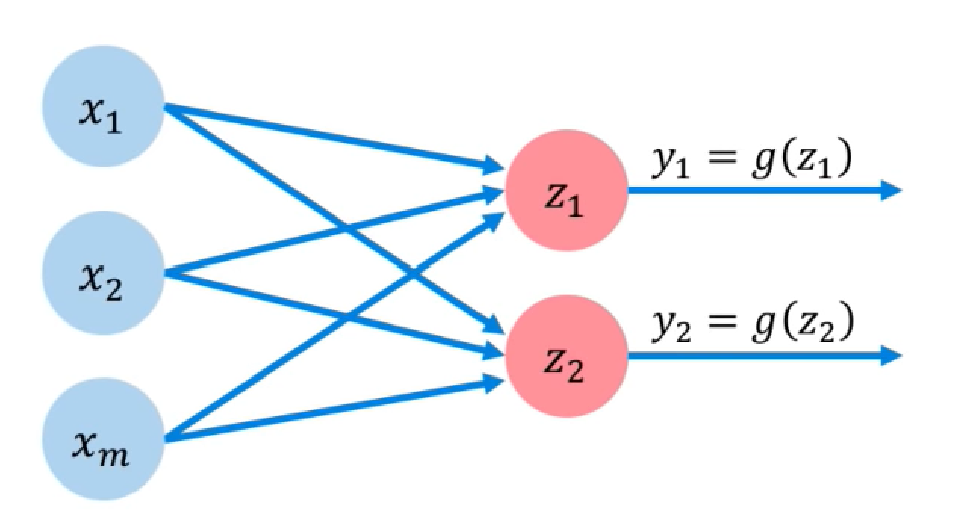 x₁
y₁ = g(z₁)
z₁
x₂
y₂ = g(z₂)
z₂
xₘ